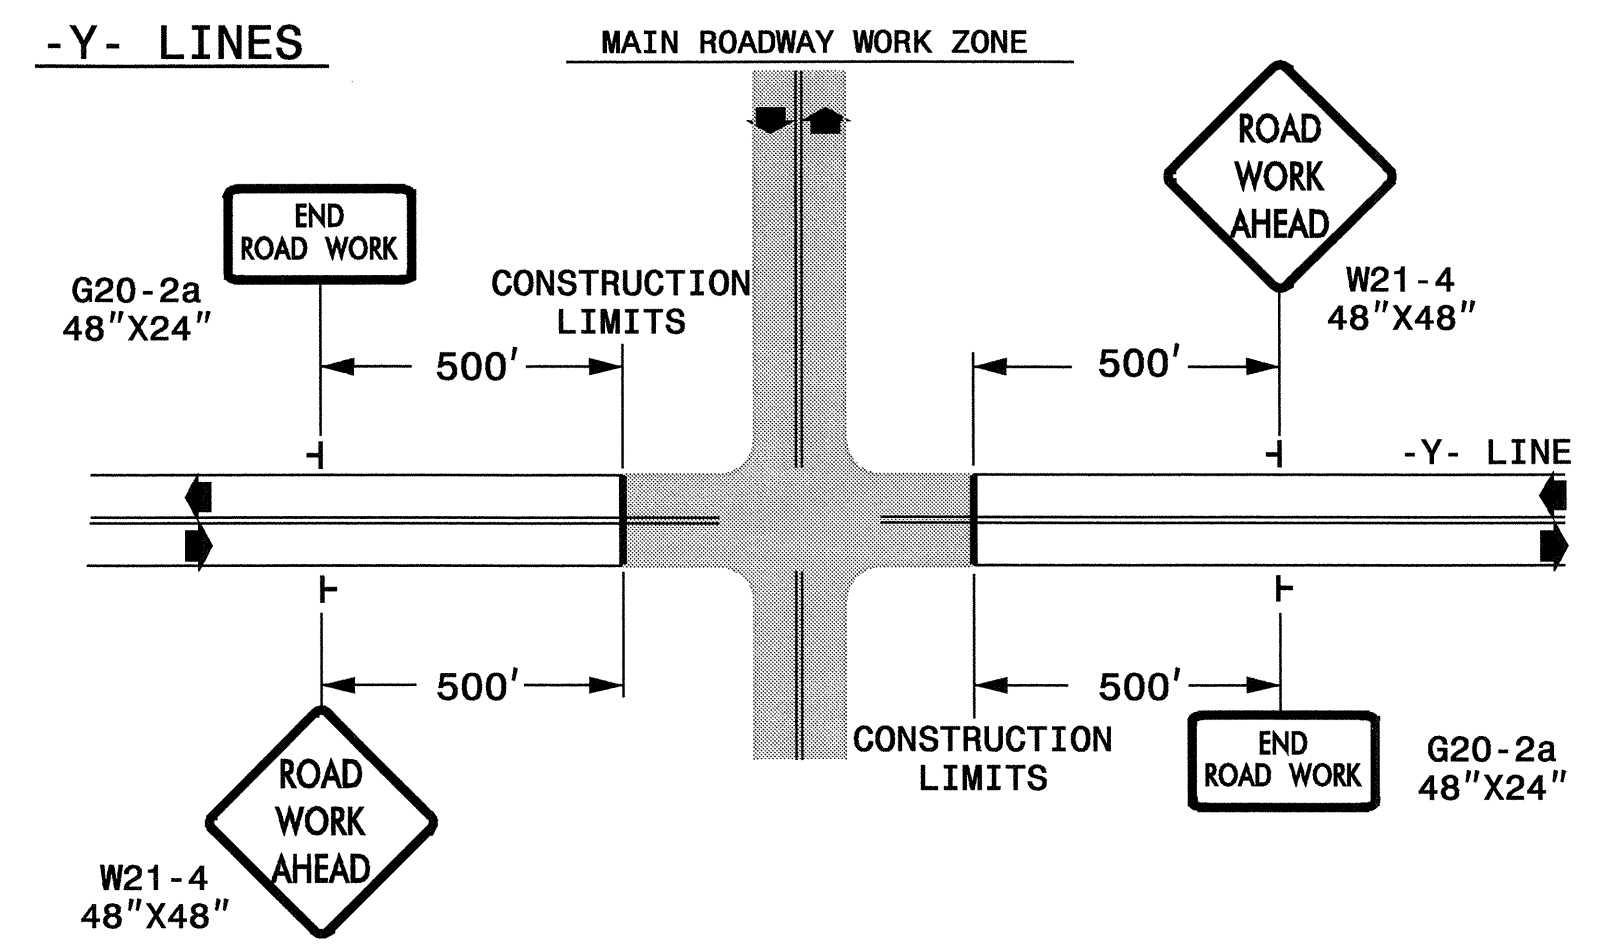 -Y- LINES
MAIN ROADWAY WORK ZONE
ROAD
WORK
AHEAD
W21-4
48"X48"
END
ROAD WORK
G20-2a
48"X24"
CONSTRUCTION
LIMITS
500'
500'
-Y- LINE
500'
500'
CONSTRUCTION
LIMITS
ROAD
WORK
AHEAD
W21-4
48"X48"
END
ROAD WORK
G20-2a
48"X24"